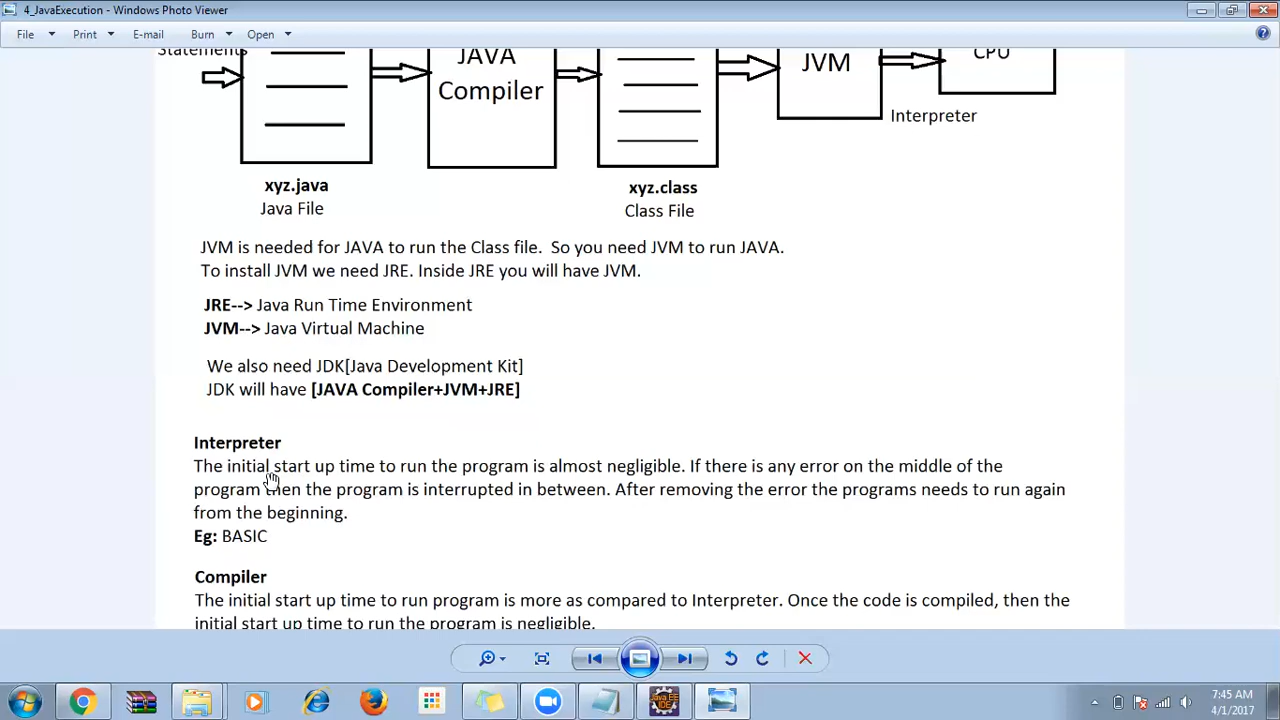 4_JavaExecution - Windows Photo Viewer
File Print E-mail Burn Open
Statements
JAVA
Compiler
JVM
CPU
Interpreter
xyz.java
Java File
xyz.class
Class File
JVM is needed for JAVA to run the Class file. So you need JVM to run JAVA.
To install JVM we need JRE. Inside JRE you will have JVM.
JRE--> Java Run Time Environment
JVM--> Java Virtual Machine
We also need JDK[Java Development Kit]
JDK will have [JAVA Compiler+JVM+JRE]
Interpreter
The initial start up time to run the program is almost negligible. If there is any error on the middle of the
program then the program is interrupted in between. After removing the error the programs needs to run again
from the beginning.
Eg: BASIC
Compiler
The initial start up time to run program is more as compared to Interpreter. Once the code is compiled, then the
initial start up time to run the program is negligible.
Java EE
IDE
7:45 AM
4/1/2017